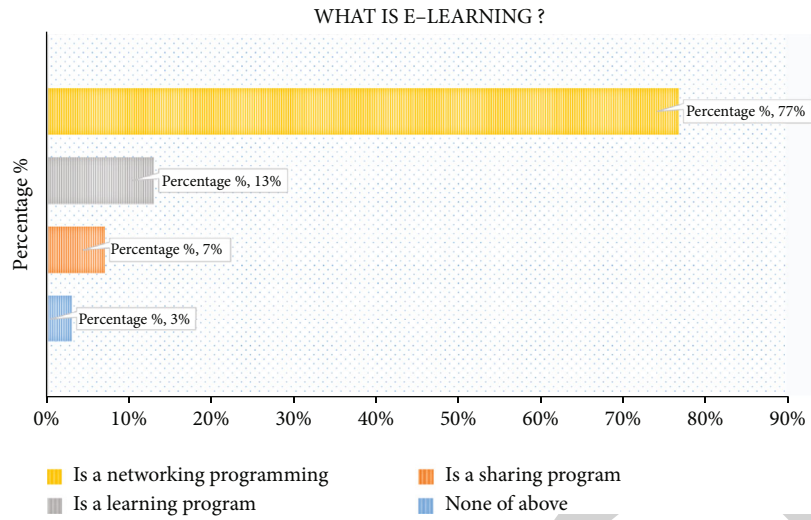 WHAT IS E–LEARNING ?
Percentage %
Percentage %, 77%
Percentage %, 13%
Percentage %, 7%
Percentage %, 3%
0% 10% 20% 30% 40% 50% 60% 70% 80% 90%
Is a networking programming
Is a sharing program
Is a learning program
None of above